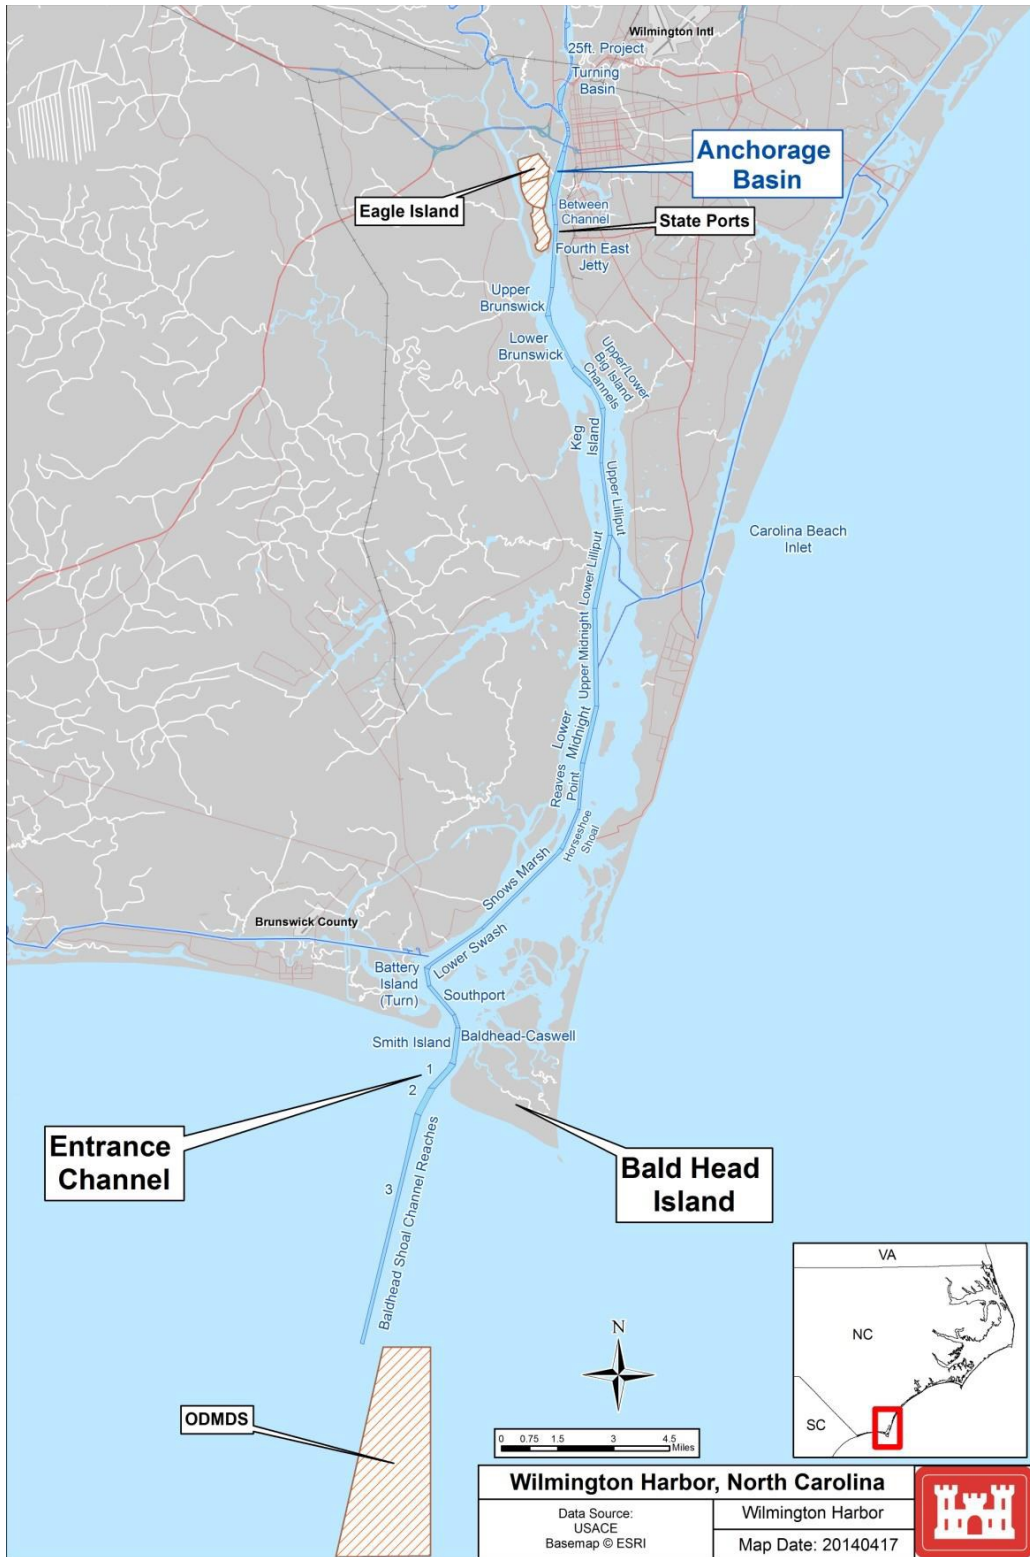 Wilmington Intl
25ft. Project
Turning
Basin
Anchorage
Basin
Eagle Island
Between
Channel
State Ports
Fourth East
Jetty
Upper
Brunswick
Lower
Brunswick
Upper/Lower
Big Island
Channels
Keg
Island
Upper Lilliput
Carolina Beach
Inlet
Lower Lilliput
Upper Midnight
Lower
Midnight
Reaves
Point
Horseshoe
Shoal
Snows Marsh
Brunswick County
Lower Swash
Battery
Island
(Turn)
Southport
Smith Island
Baldhead-Caswell
1
2
Entrance
Channel
Bald Head
Island
3
Baldhead Shoal Channel Reaches
VA
NC
SC
N
ODMDS
0 0.75 1.5 3 4.5
Miles
Wilmington Harbor, North Carolina
Data Source:
USACE
Basemap © ESRI
Wilmington Harbor
Map Date: 20140417